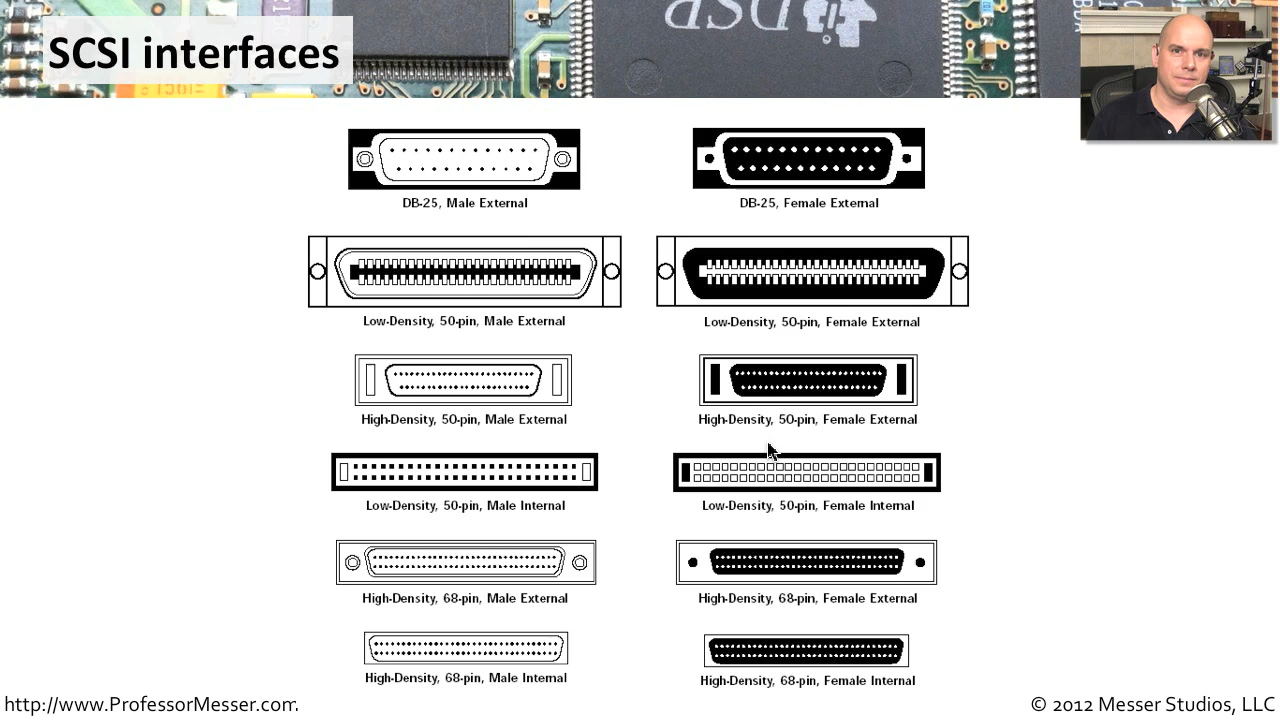 SCSI interfaces
DSP
DB-25, Male External
DB-25, Female External
Low-Density, 50-pin, Male External
Low-Density, 50-pin, Female External
High-Density, 50-pin, Male External
High-Density, 50-pin, Female External
Low-Density, 50-pin, Male Internal
Low-Density, 50-pin, Female Internal
High-Density, 68-pin, Male External
High-Density, 68-pin, Female External
High-Density, 68-pin, Male Internal
High-Density, 68-pin, Female Internal
http://www.ProfessorMesser.com.
© 2012 Messer Studios, LLC